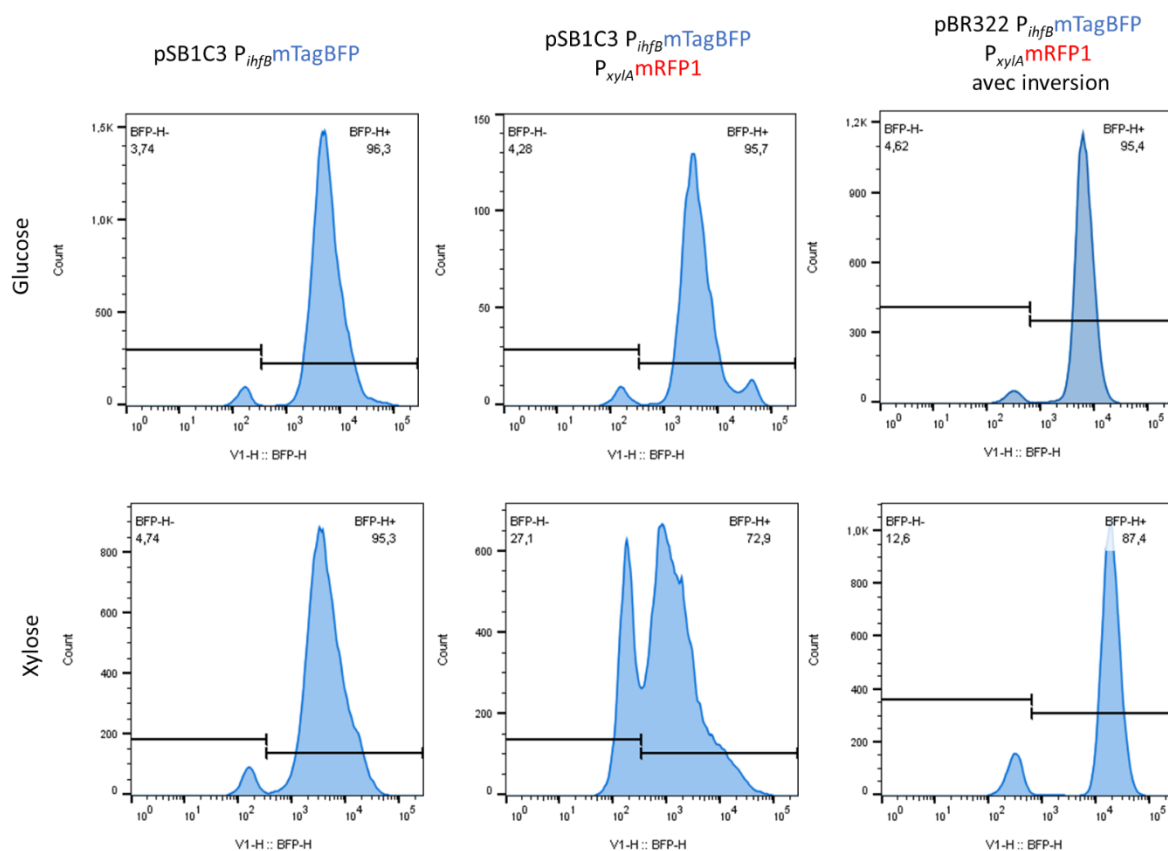 pSB1C3 PihfBmTagBFP
pSB1C3 PihfBmTagBFP
PxylAmRFP1
pBR322 PihfBmTagBFP
PxylAmRFP1
avec inversion
Glucose
BFP-H-
3,74
BFP-H+
96,3
1,5K
1,0K
500
0
Count
10^0 10^1 10^2 10^3 10^4 10^5
V1-H :: BFP-H
BFP-H-
4,28
BFP-H+
95,7
150
100
50
0
Count
10^0 10^1 10^2 10^3 10^4 10^5
V1-H :: BFP-H
BFP-H-
4,62
BFP-H+
95,4
1,2K
900
600
300
0
Count
10^0 10^1 10^2 10^3 10^4 10^5
V1-H :: BFP-H
Xylose
BFP-H-
4,74
BFP-H+
95,3
800
600
400
200
0
Count
10^0 10^1 10^2 10^3 10^4 10^5
V1-H :: BFP-H
BFP-H-
27,1
BFP-H+
72,9
600
400
200
0
Count
10^0 10^1 10^2 10^3 10^4 10^5
V1-H :: BFP-H
BFP-H-
12,6
BFP-H+
87,4
1,0K
800
600
400
200
0
Count
10^0 10^1 10^2 10^3 10^4 10^5
V1-H :: BFP-H